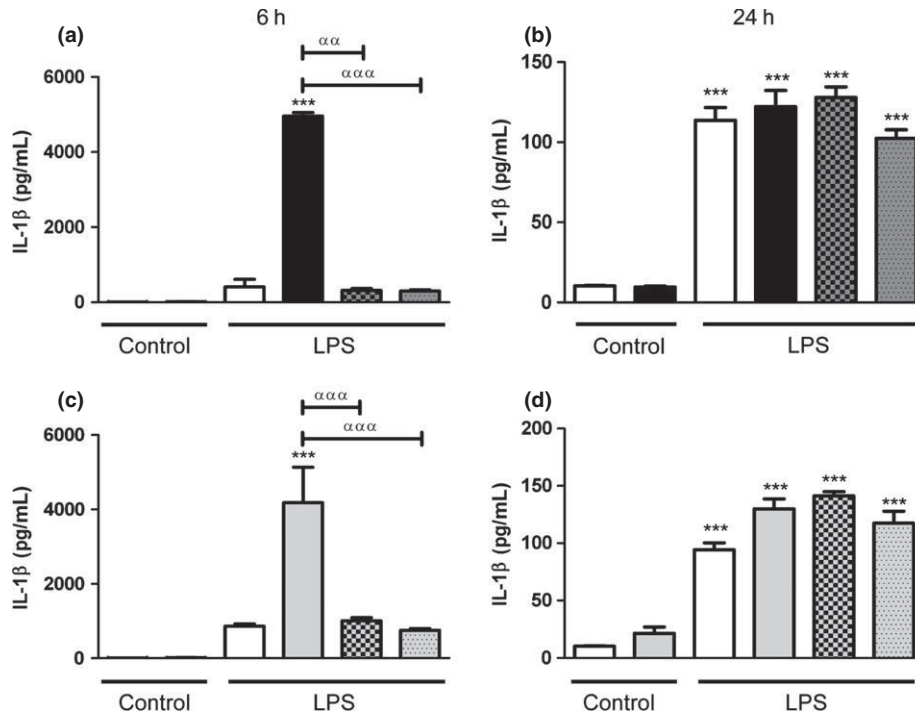 6 h
24 h
(a)
αα
ααα
***
6000
4000
2000
0
IL-1β (pg/mL)
Control
LPS
(b)
***
***
***
***
150
100
50
0
IL-1β (pg/mL)
Control
LPS
(c)
ααα
ααα
***
6000
4000
2000
0
IL-1β (pg/mL)
Control
LPS
(d)
***
***
***
***
200
150
100
50
0
IL-1β (pg/mL)
Control
LPS